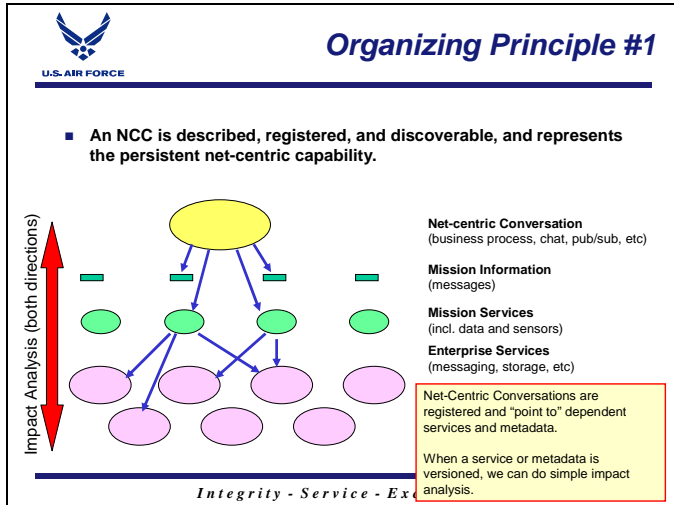 Organizing Principle #1
U.S. AIR FORCE
■ An NCC is described, registered, and discoverable, and represents
the persistent net-centric capability.
Impact Analysis (both directions)
Net-centric Conversation
(business process, chat, pub/sub, etc)
Mission Information
(messages)
Mission Services
(incl. data and sensors)
Enterprise Services
(messaging, storage, etc)
Net-Centric Conversations are
registered and “point to” dependent
services and metadata.
When a service or metadata is
versioned, we can do simple impact
analysis.
Integrity - Service -